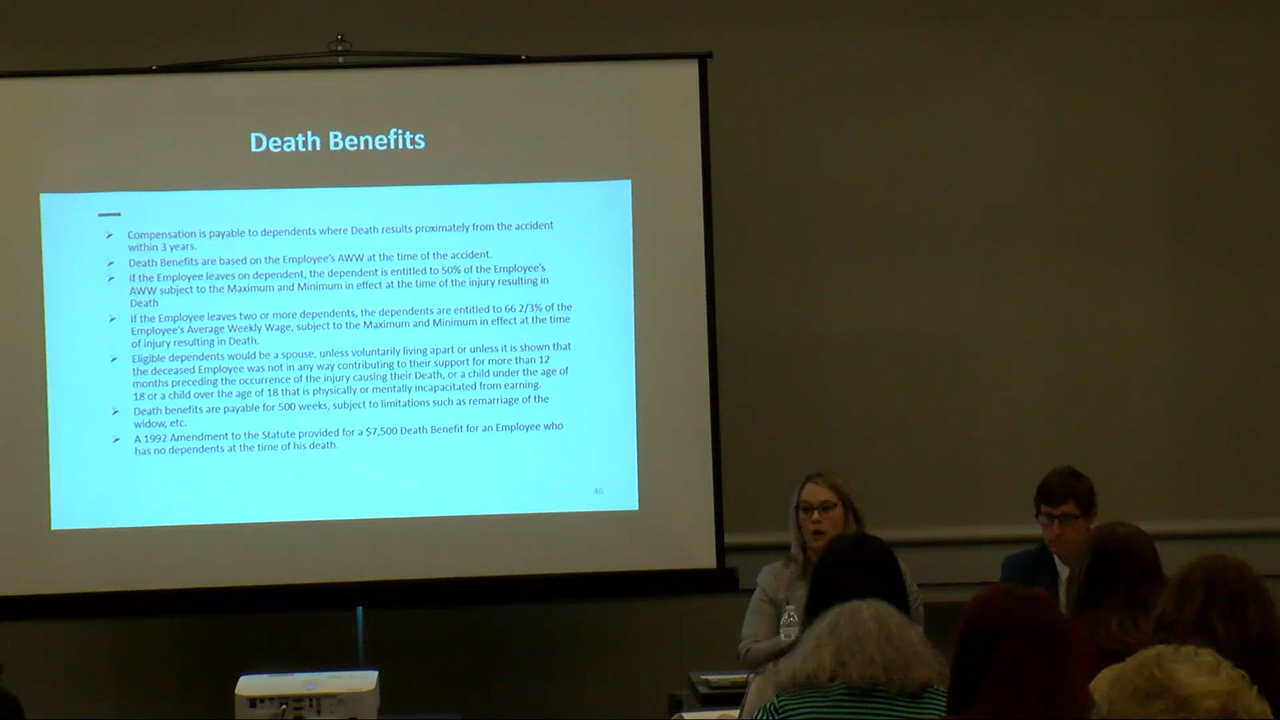 Death Benefits
Compensation is payable to dependents where Death results proximately from the accident
within 3 years.
Death Benefits are based on the Employee's AWW at the time of the accident.
If the Employee leaves on dependent, the dependent is entitled to 50% of the Employee's
AWW subject to the Maximum and Minimum in effect at the time of the injury resulting in
Death
If the Employee leaves two or more dependents, the dependents are entitled to 66 2/3% of the
Employee's Average Weekly Wage, subject to the Maximum and Minimum in effect at the time
of injury resulting in Death.
Eligible dependents would be a spouse, unless voluntarily living apart or unless it is shown that
the deceased Employee was not in any way contributing to their support for more than 12
months preceding the occurrence of the injury causing their Death, or a child under the age of
18 or a child over the age of 18 that is physically or mentally incapacitated from earning.
Death benefits are payable for 500 weeks, subject to limitations such as remarriage of the
widow, etc.
A 1992 Amendment to the Statute provided for a $7,500 Death Benefit for an Employee who
has no dependents at the time of his death.